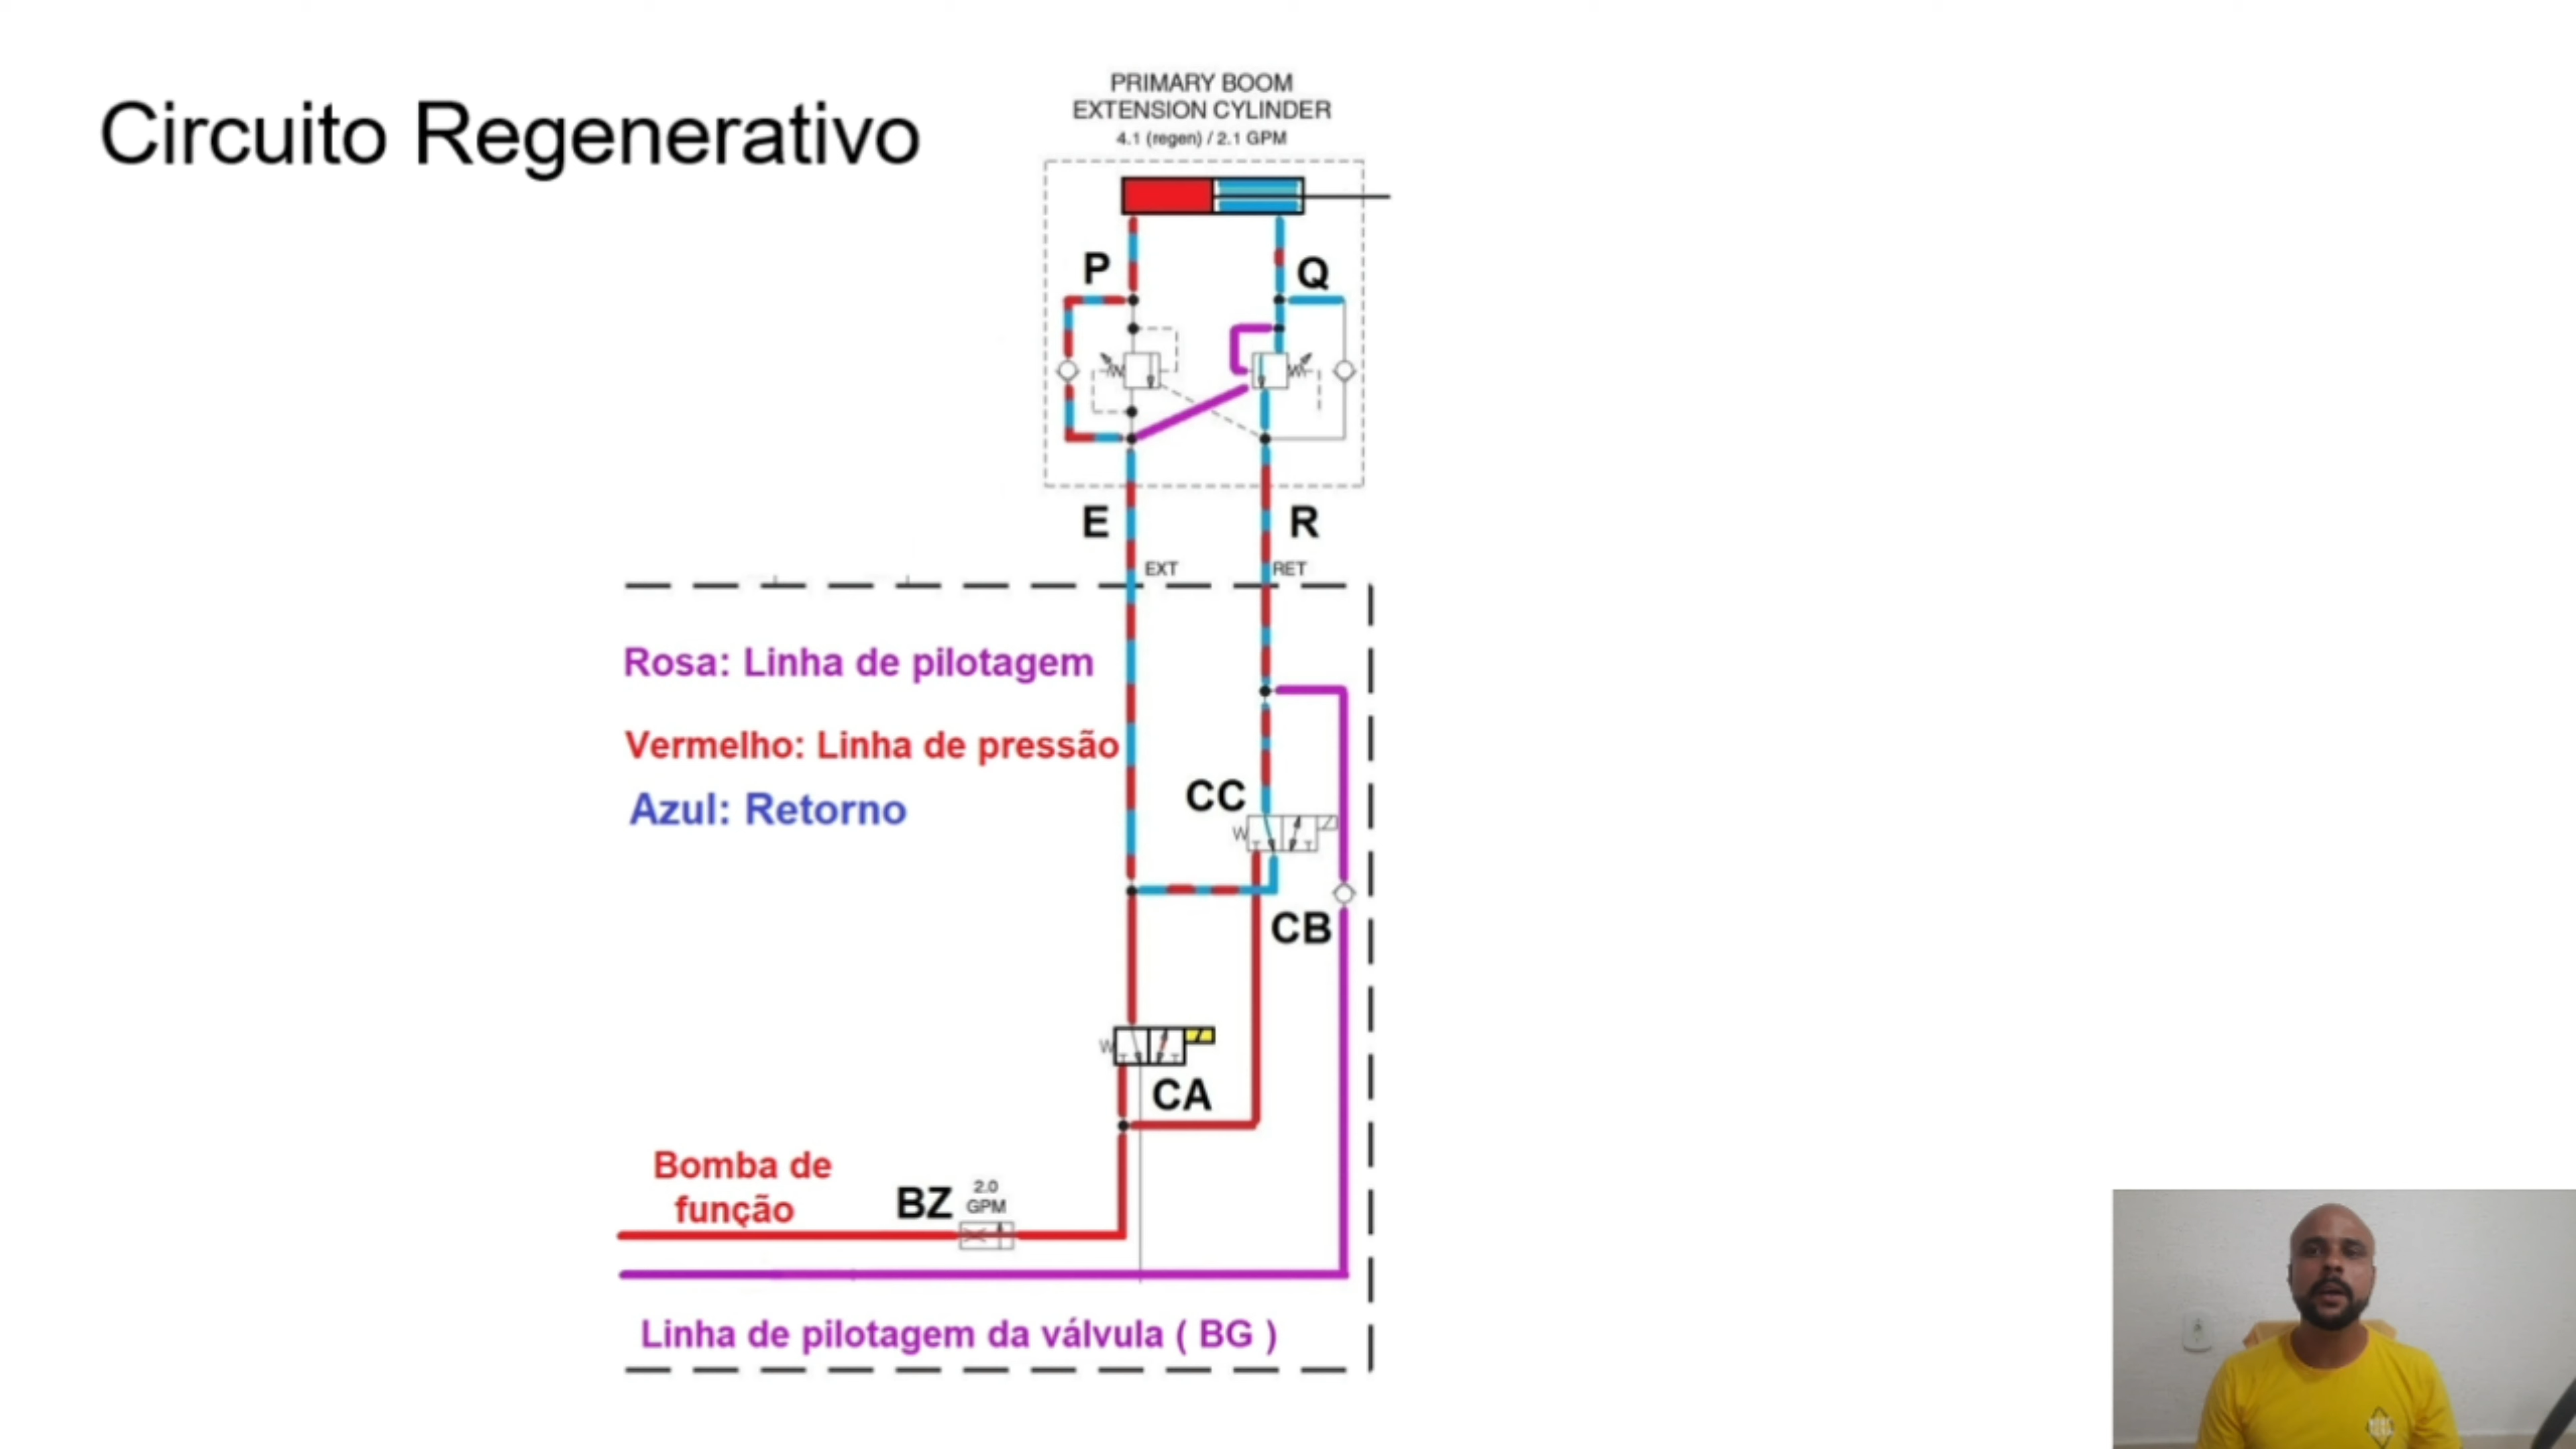 Circuito Regenerativo
PRIMARY BOOM
EXTENSION CYLINDER
4.1 (regen) / 2.1 GPM
P
Q
E
R
EXT
RET
Rosa: Linha de pilotagem
Vermelho: Linha de pressão
Azul: Retorno
CC
CB
CA
Bomba de
função
BZ
2.0
GPM
Linha de pilotagem da válvula ( BG )